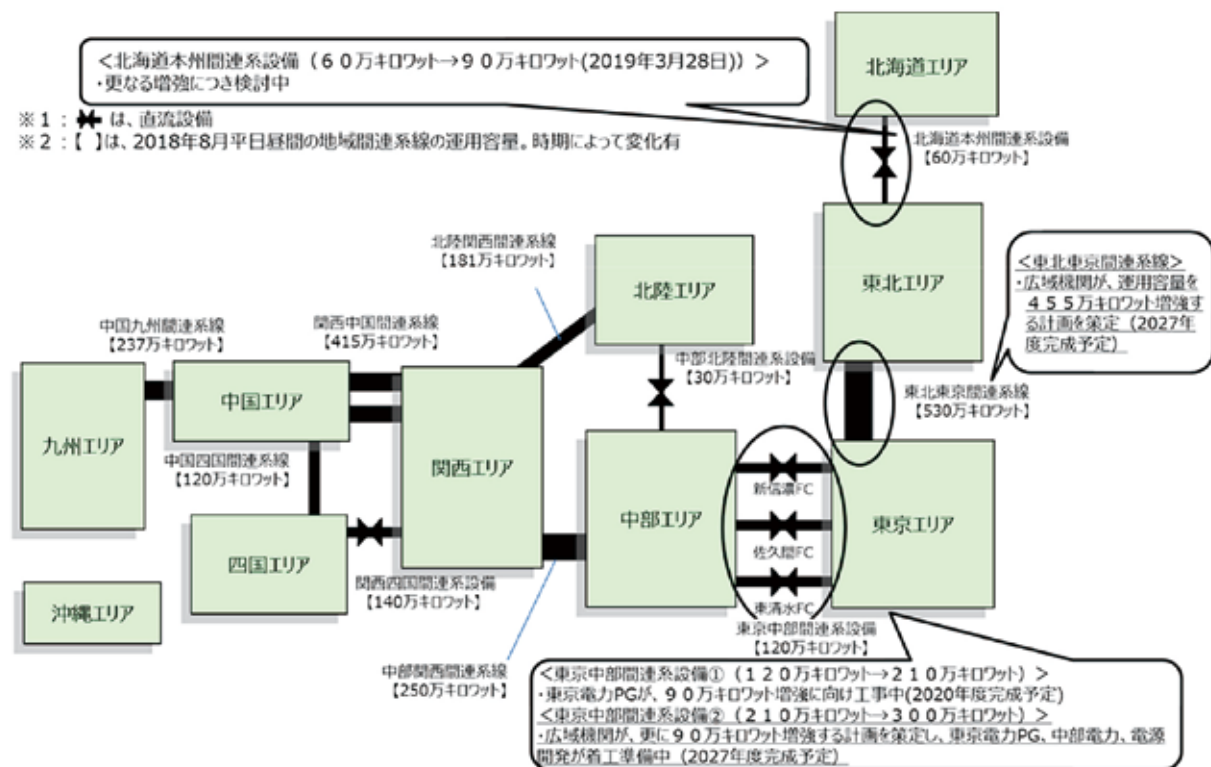 <北海道本州間連系設備（６０万キロワット→９０万キロワット(2019年3月28日)）>
・更なる増強につき検討中
北海道エリア
※１：は、直流設備
※２：【 】は、2018年8月平日昼間の地域間連系線の運用容量。時期によって変化有
北海道本州間連系設備
【60万キロワット】
北陸関西間連系線
【181万キロワット】
北陸エリア
東北エリア
<東北東京間連系線>
・広域機関が、運用容量を
４５５万キロワット増強す
る計画を策定（2027年
度完成予定）
中国九州間連系線
【237万キロワット】
関西中国間連系線
【415万キロワット】
中部北陸間連系設備
【30万キロワット】
東北東京間連系線
【530万キロワット】
九州エリア
中国エリア
中国四国間連系線
【120万キロワット】
関西エリア
中部エリア
新信濃FC
佐久間FC
東清水FC
東京エリア
四国エリア
関西四国間連系設備
【140万キロワット】
沖縄エリア
東京中部間連系設備
【120万キロワット】
中部関西間連系線
【250万キロワット】
<東京中部間連系設備①（１２０万キロワット→２１０万キロワット）>
・東京電力PGが、９０万キロワット増強に向け工事中(2020年度完成予定)
<東京中部間連系設備②（２１０万キロワット→３００万キロワット）>
・広域機関が、更に９０万キロワット増強する計画を策定し、東京電力PG、中部電力、電源
開発が着工準備中（2027年度完成予定）